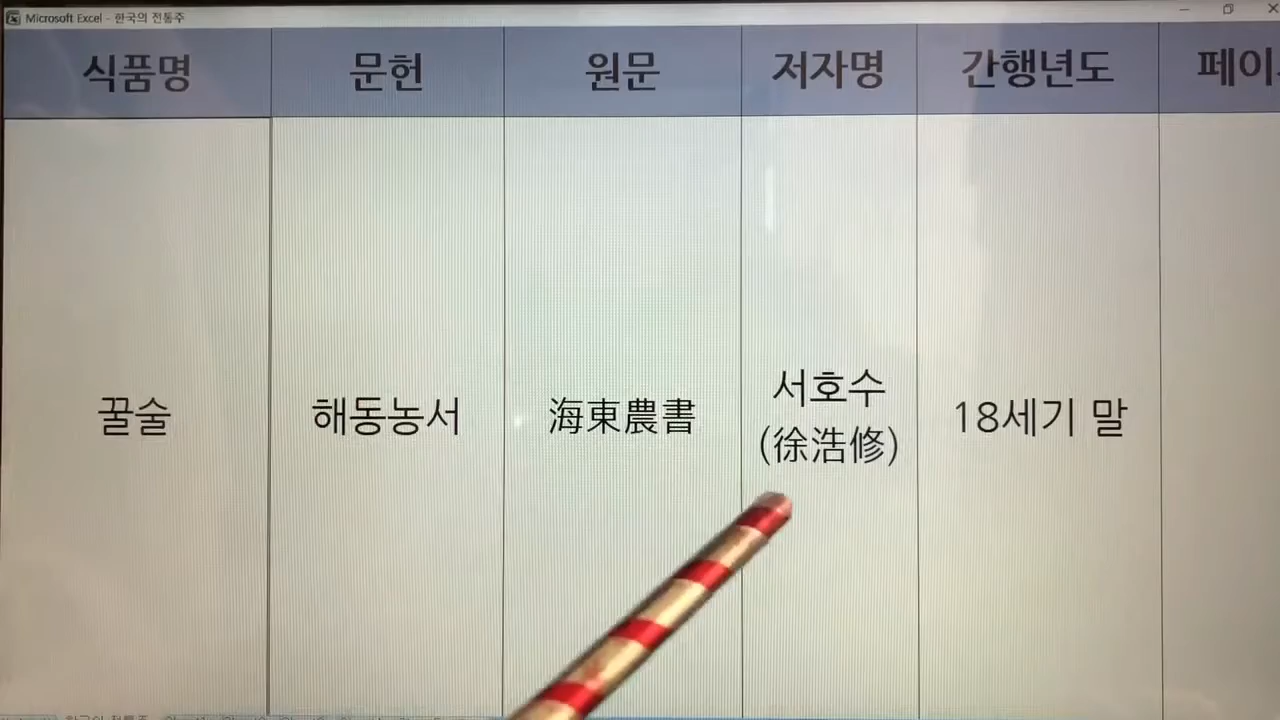 Microsoft Excel - 한국의 전통주
식품명 문헌 원문 저자명 간행년도
꿀술 해동농서 海東農書 서호수 18세기 말
(徐浩修)